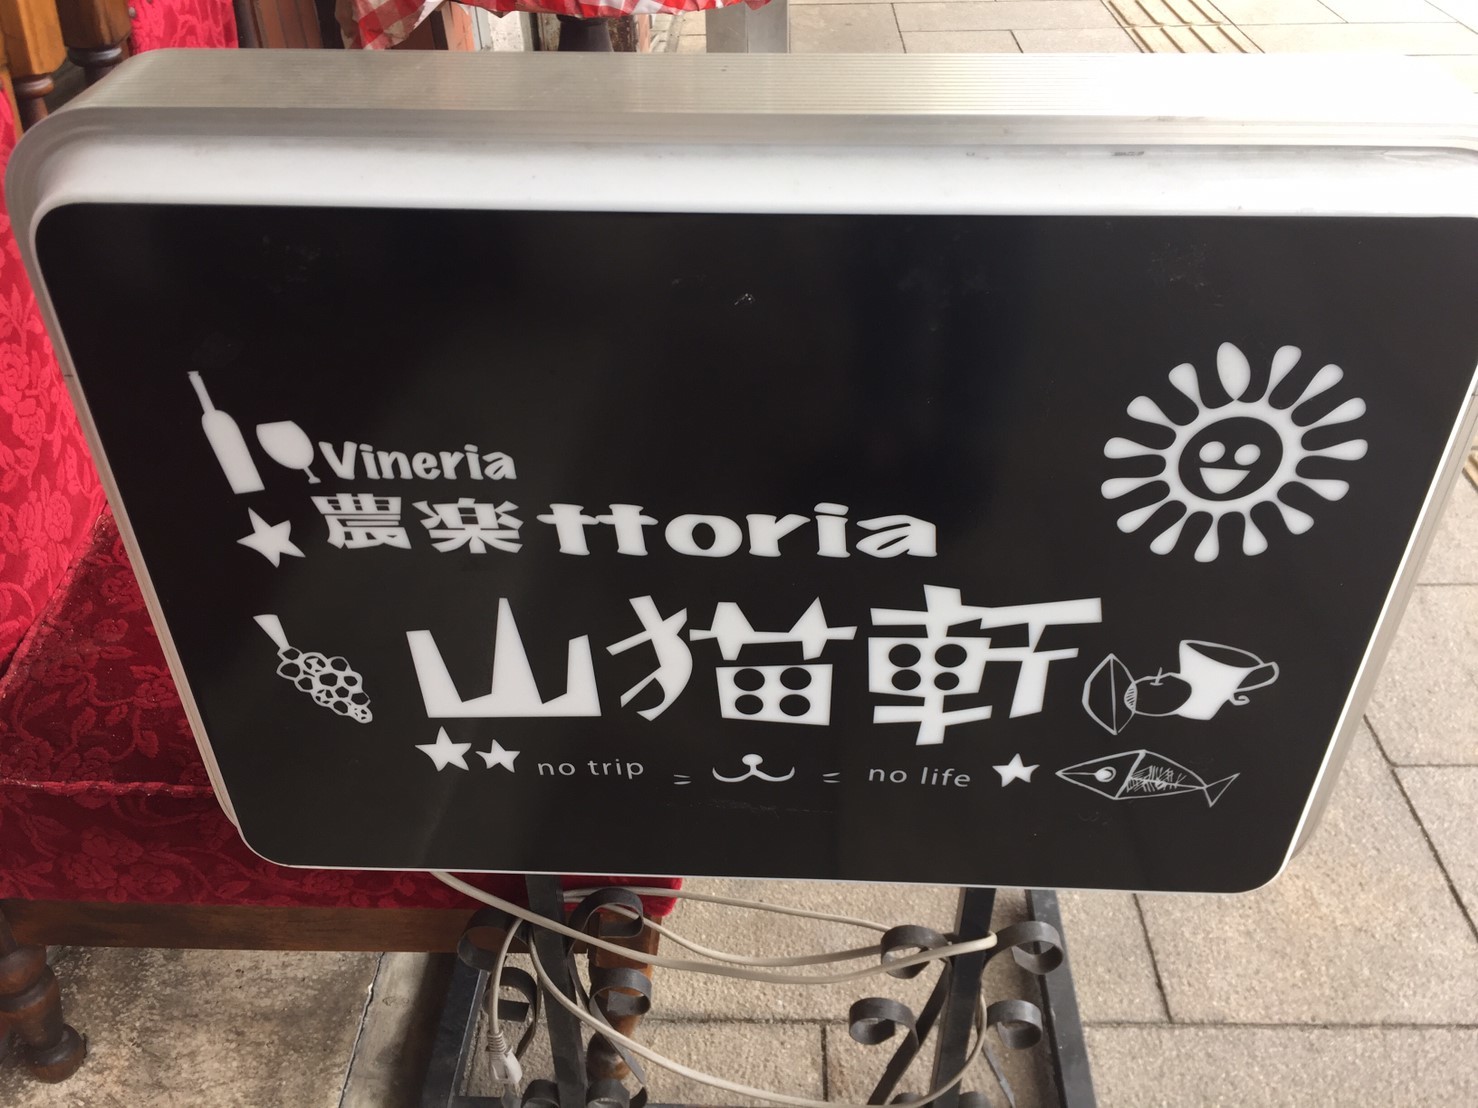 Vineria
農楽ttoria
山猫軒
no trip no life